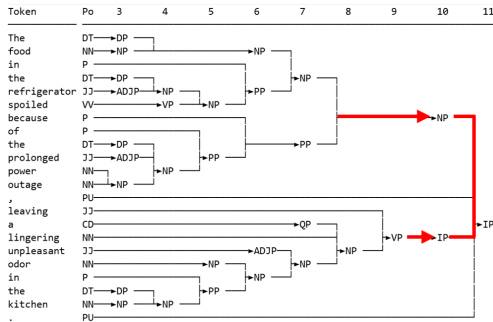 Token Po 3 4 5 6 7 8 9 10 11
The DT DP
food NN NP NP
in P
the DT DP NP
refrigerator JJ ADJP NP PP
spoiled VV VP NP
because P NP
of P
the DT DP PP
prolonged JJ ADJP PP
power NN NP
outage NN NP
, PU
leaving JJ IP
a CD QP
lingering NN VP IP
unpleasant JJ ADJP NP
odor NN NP NP
in P NP
the DT DP PP
kitchen NN NP NP
. PU